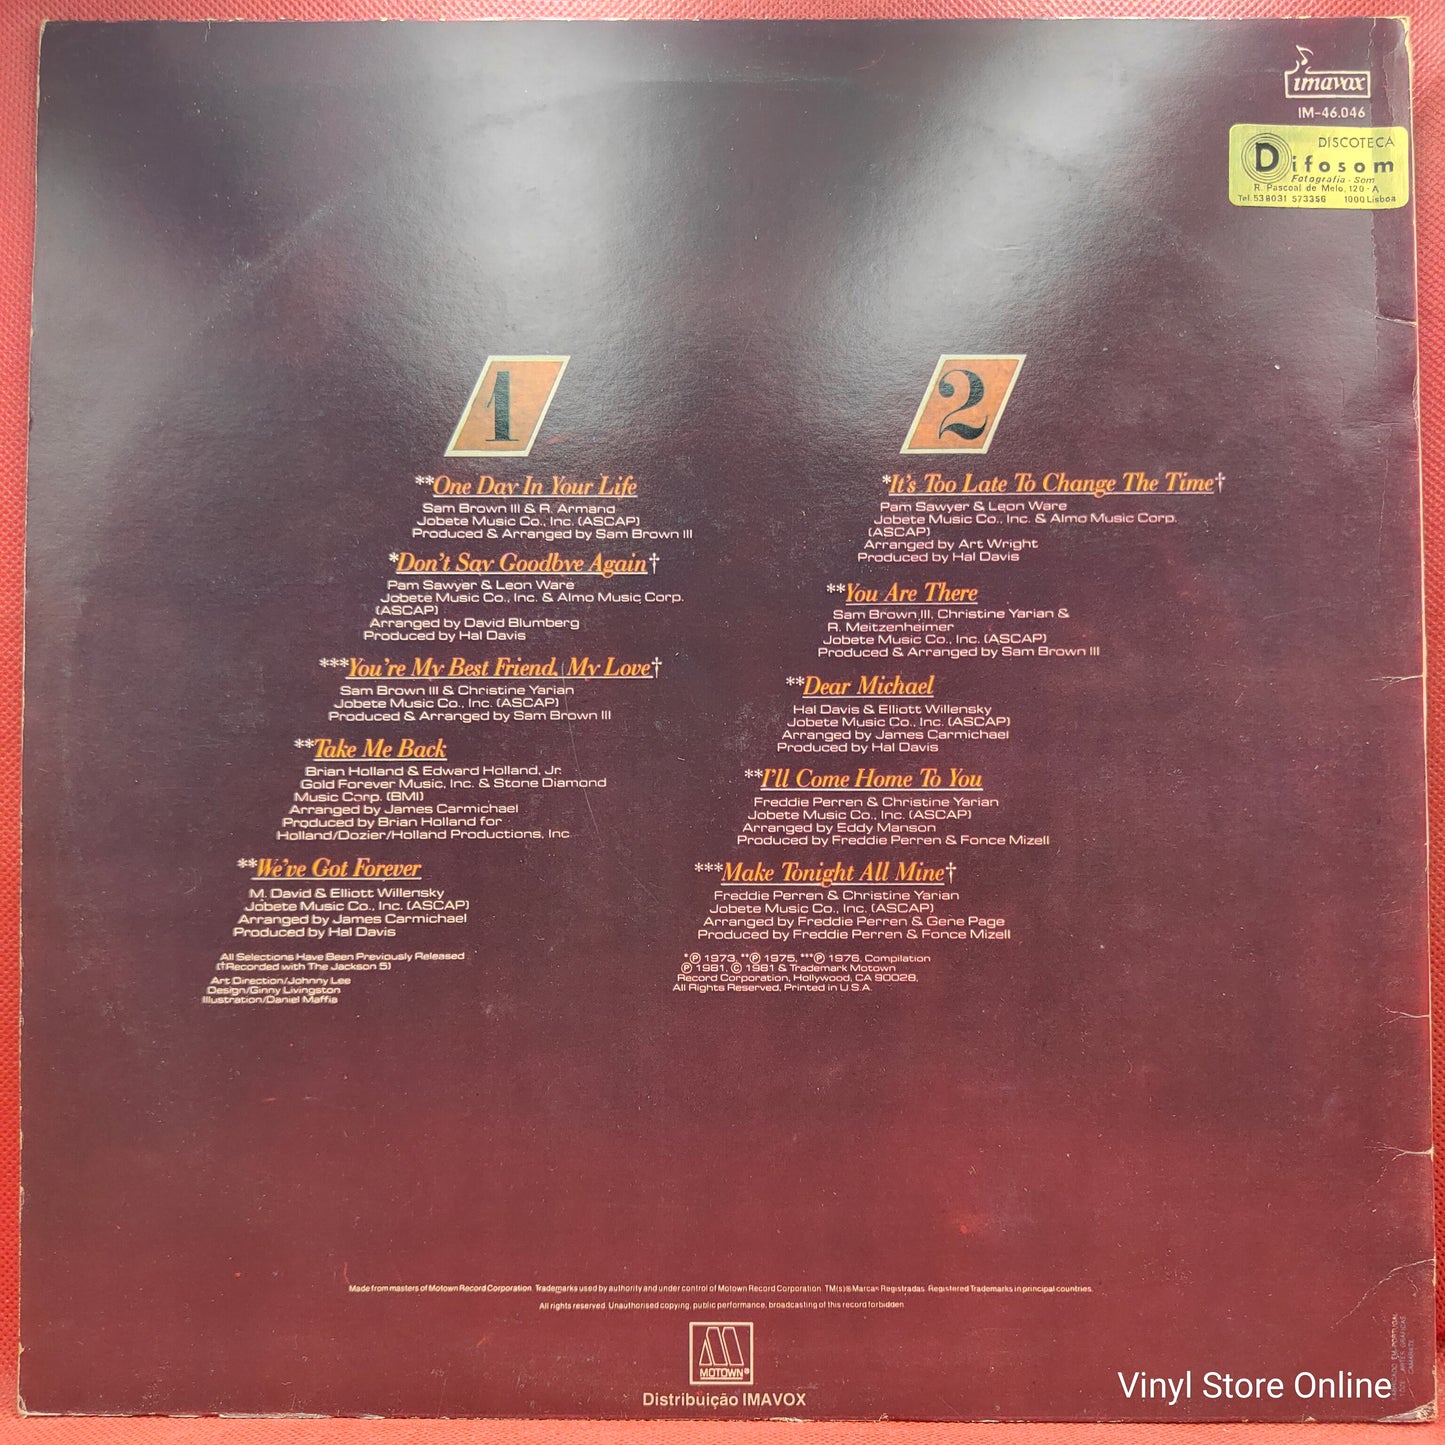 imavox
IM-46.046
DISCOTECA
Difosom
Fotografia - Som
R. Pascoal de Melo, 120 - A
Tel. 538031 573356 1000 Lisboa
1
**One Day In Your Life
Sam Brown III & R. Armand
Jobete Music Co., Inc. (ASCAP)
Produced & Arranged by Sam Brown III
*Don't Say Goodbye Again†
Pam Sawyer & Leon Ware
Jobete Music Co., Inc. & Almo Music Corp.
(ASCAP)
Arranged by David Blumberg
Produced by Hal Davis
***You're My Best Friend, My Love†
Sam Brown III & Christine Yarian
Jobete Music Co., Inc. (ASCAP)
Produced & Arranged by Sam Brown III
**Take Me Back
Brian Holland & Edward Holland, Jr.
Gold Forever Music, Inc. & Stone Diamond
Music Corp. (BMI)
Arranged by James Carmichael
Produced by Brian Holland for
Holland/Dozier/Holland Productions, Inc.
**We've Got Forever
M. David & Elliott Willensky
Jobete Music Co., Inc. (ASCAP)
Arranged by James Carmichael
Produced by Hal Davis
All Selections Have Been Previously Released
(†Recorded with The Jackson 5)
Art Direction/Johnny Lee
Design/Ginny Livingston
Illustration/Daniel Maffia
2
*It's Too Late To Change The Time†
Pam Sawyer & Leon Ware
Jobete Music Co., Inc. & Almo Music Corp.
(ASCAP)
Arranged by Art Wright
Produced by Hal Davis
**You Are There
Sam Brown III, Christine Yarian &
R. Meitzenheimer
Jobete Music Co., Inc. (ASCAP)
Produced & Arranged by Sam Brown III
**Dear Michael
Hal Davis & Elliott Willensky
Jobete Music Co., Inc. (ASCAP)
Arranged by James Carmichael
Produced by Hal Davis
**I'll Come Home To You
Freddie Perren & Christine Yarian
Jobete Music Co., Inc. (ASCAP)
Arranged by Eddy Manson
Produced by Freddie Perren & Fonce Mizell
***Make Tonight All Mine†
Freddie Perren & Christine Yarian
Jobete Music Co., Inc. (ASCAP)
Arranged by Freddie Perren & Gene Page
Produced by Freddie Perren & Fonce Mizell
*℗ 1973, **℗ 1975, ***℗ 1976, Compilation
℗ 1981, © 1981 & Trademark Motown
Record Corporation, Hollywood, CA 90028,
All Rights Reserved, Printed in U.S.A.
Made from masters of Motown Record Corporation. Trademarks used by authority and under control of Motown Record Corporation. TM(s)® Marcas Registradas. Registered Trademarks in principal countries.
All rights reserved. Unauthorised copying, public performance, broadcasting of this record forbidden.
MOTOWN®
Distribuição IMAVOX
EM PORTUGAL
ARTES GRÁFICAS
Vinyl Store Online